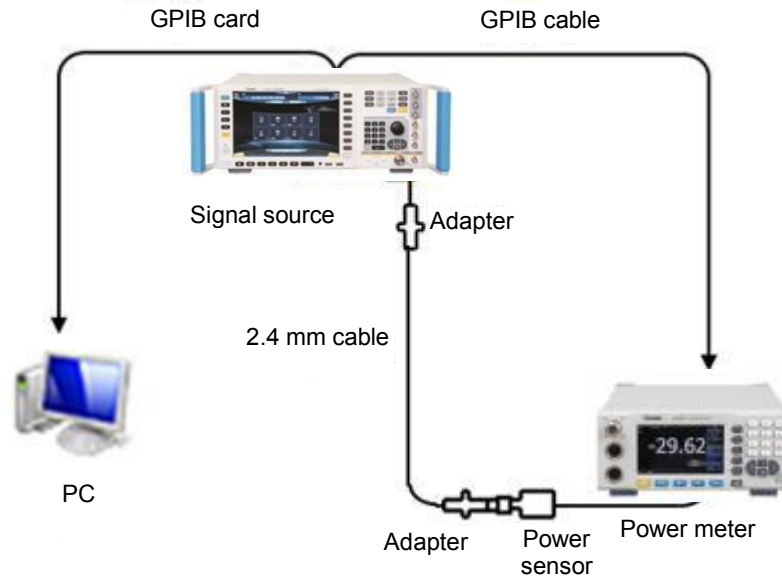 GPIB card
GPIB cable
Signal source
Adapter
2.4 mm cable
-29.62
PC
Adapter
Power
sensor
Power meter